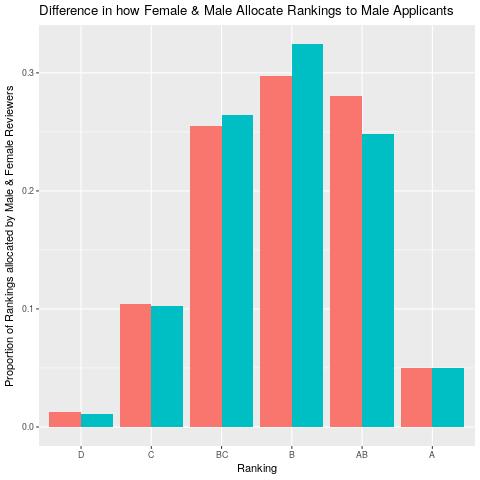 Difference in how Female & Male Allocate Rankings to Male Applicants
Proportion of Rankings allocated by Male & Female Reviewers
0.3
0.2
0.1
0.0
D C BC B AB A
Ranking